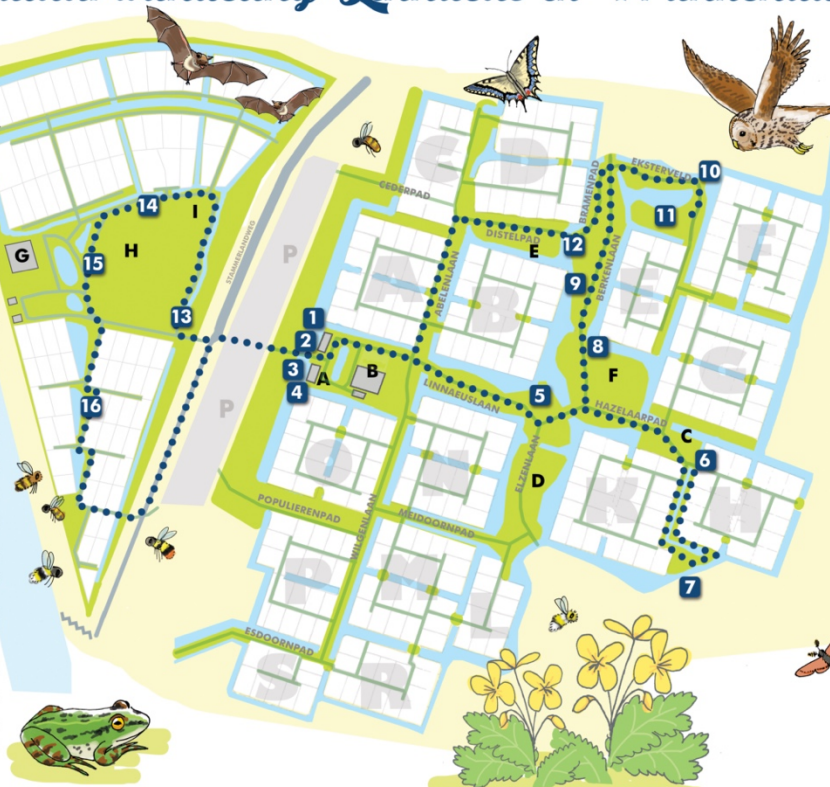 10
EKSTERVELD
BRAMENPAD
C
D
CEDERPAD
14
I
11
F
H
DISTELPAD
12
E
G
15
P
STAMMERLANDWEG
ABELENLAAN
A
B
9
BERKENLAAN
E
13
1
2
8
3
A
B
F
G
4
LINNAEUSLAAN
5
16
P
HAZELAARPAD
C
6
O
N
ELZENLAAN
D
K
H
POPULIERENPAD
WILGENLAAN
MEIDOORNPAD
P
M
7
L
ESDOORNPAD
S
R